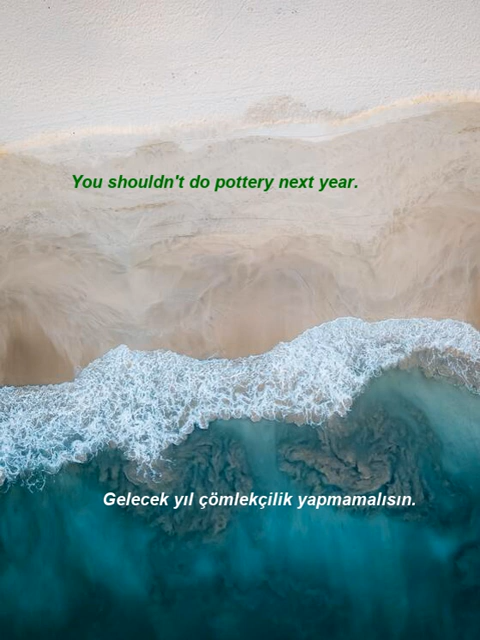 You shouldn't do pottery next year.
Gelecek yıl çömlekçilik yapmamalısın.